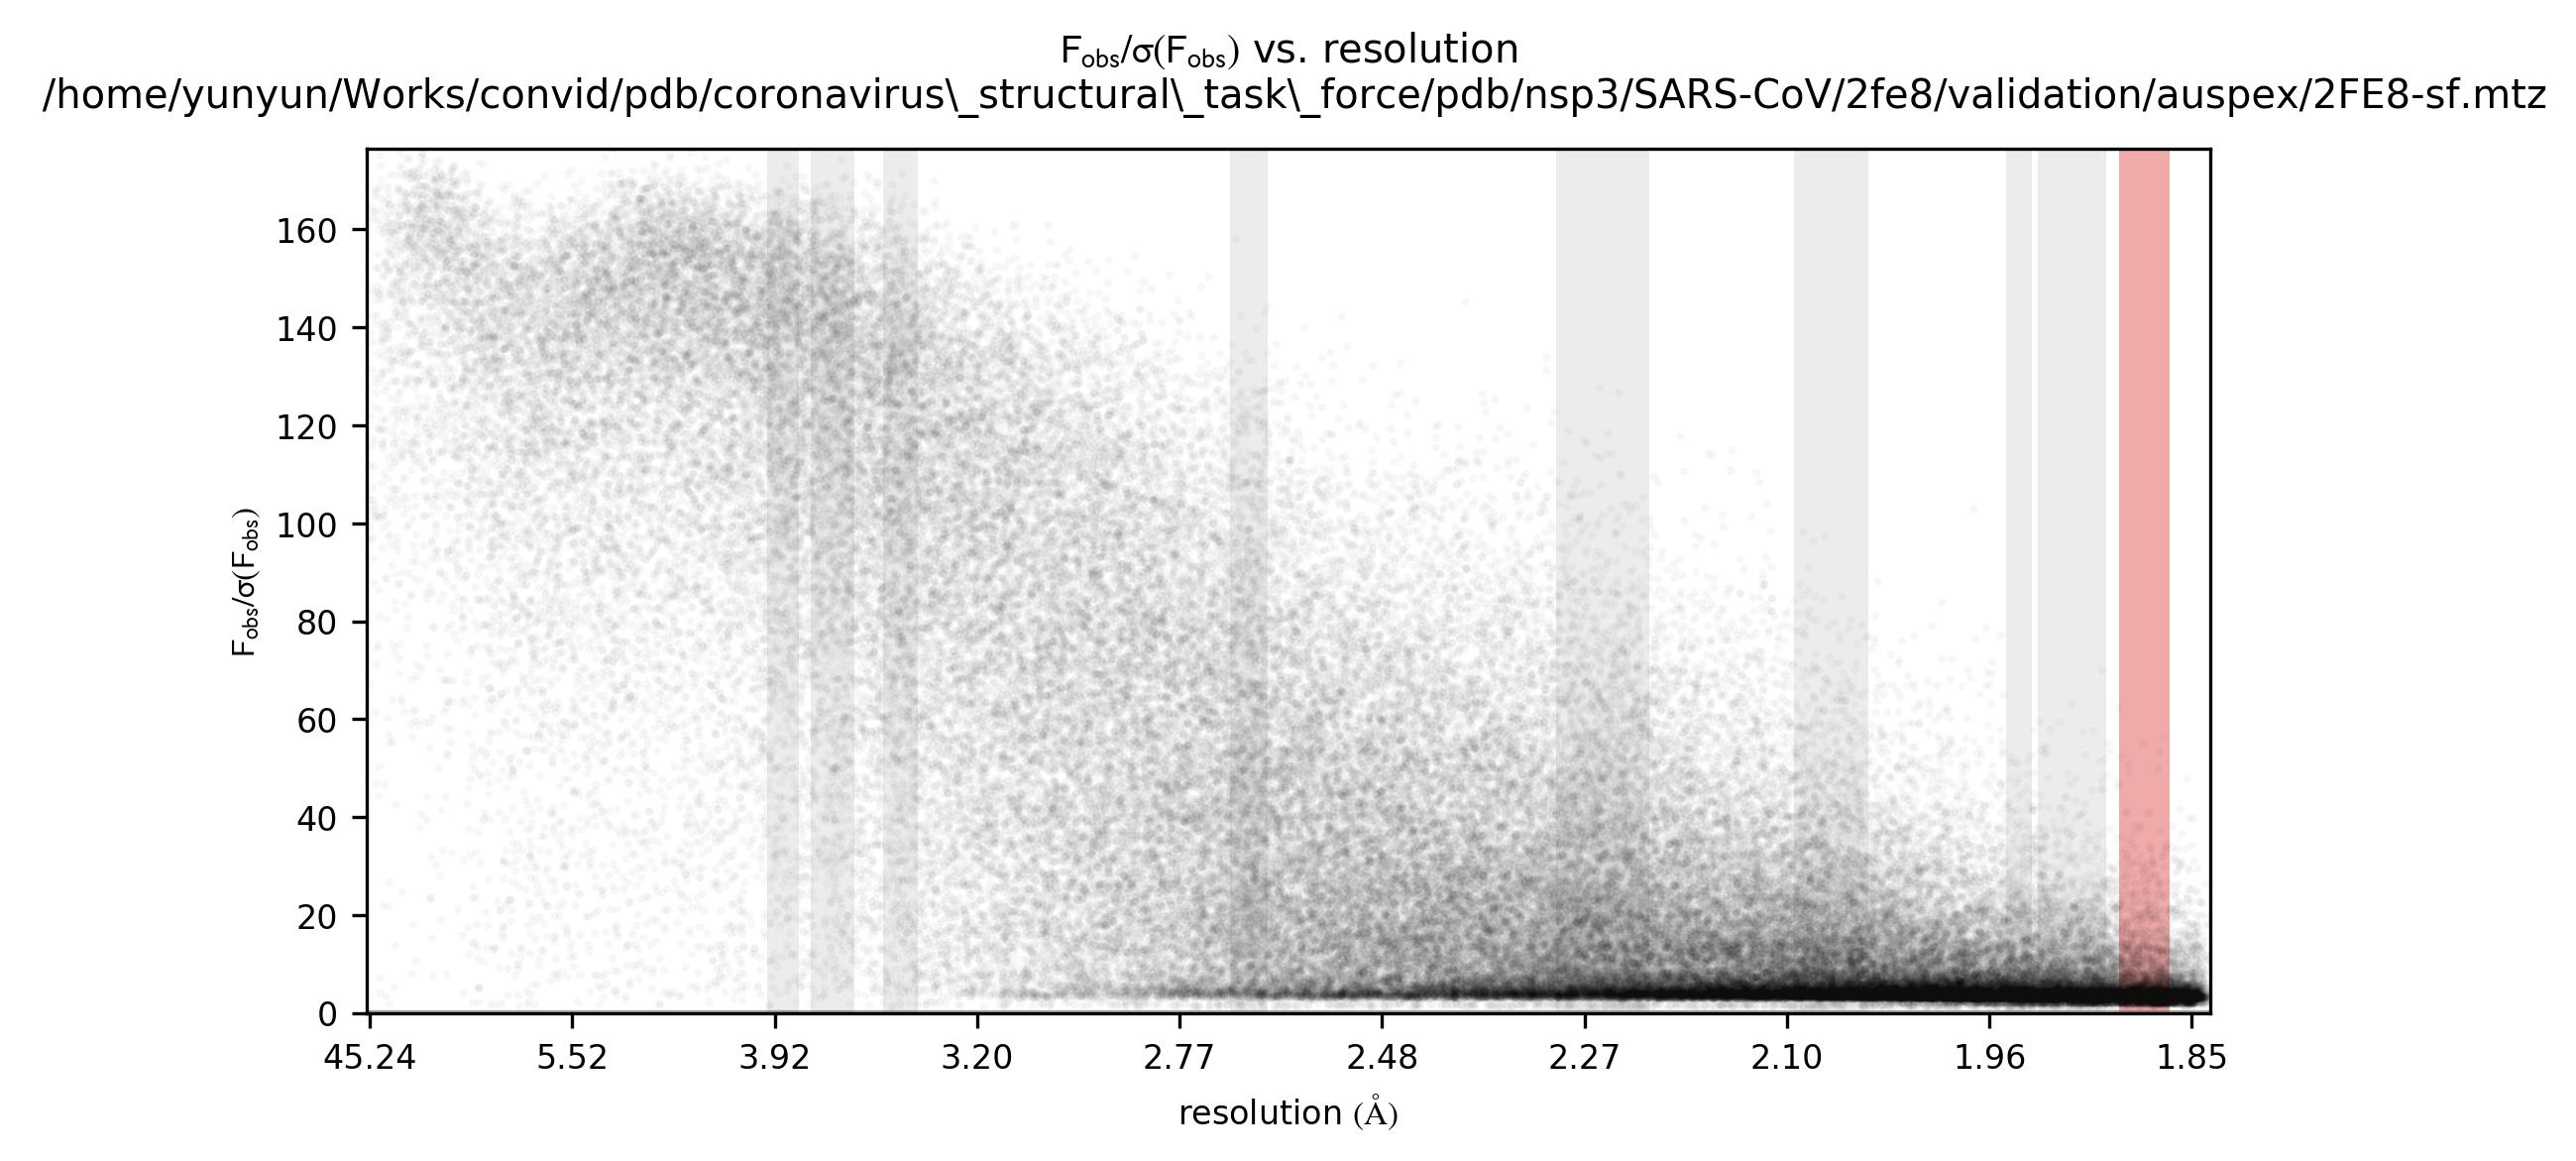 Fobs/σ(Fobs) vs. resolution
/home/yunyun/Works/convid/pdb/coronavirus\_structural\_task\_force/pdb/nsp3/SARS-CoV/2fe8/validation/auspex/2FE8-sf.mtz
Fobs/σ(Fobs)
160
140
120
100
80
60
40
20
0
45.24 5.52 3.92 3.20 2.77 2.48 2.27 2.10 1.96 1.85
resolution (Å)